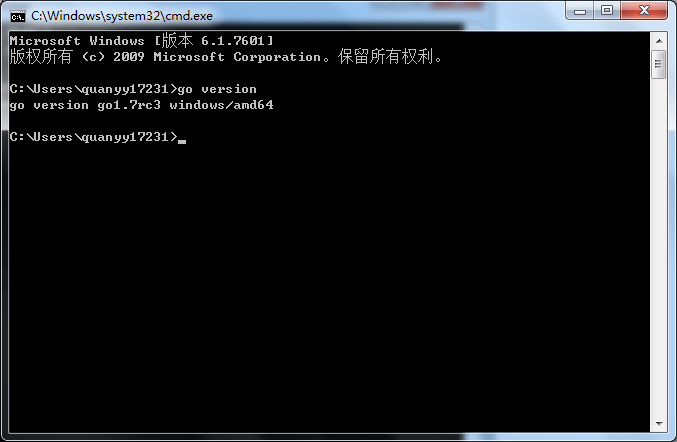 C:\Windows\system32\cmd.exe
Microsoft Windows [版本 6.1.7601]
版权所有 (c) 2009 Microsoft Corporation。保留所有权利。
C:\Users\quanyy17231>go version
go version go1.7rc3 windows/amd64
C:\Users\quanyy17231>